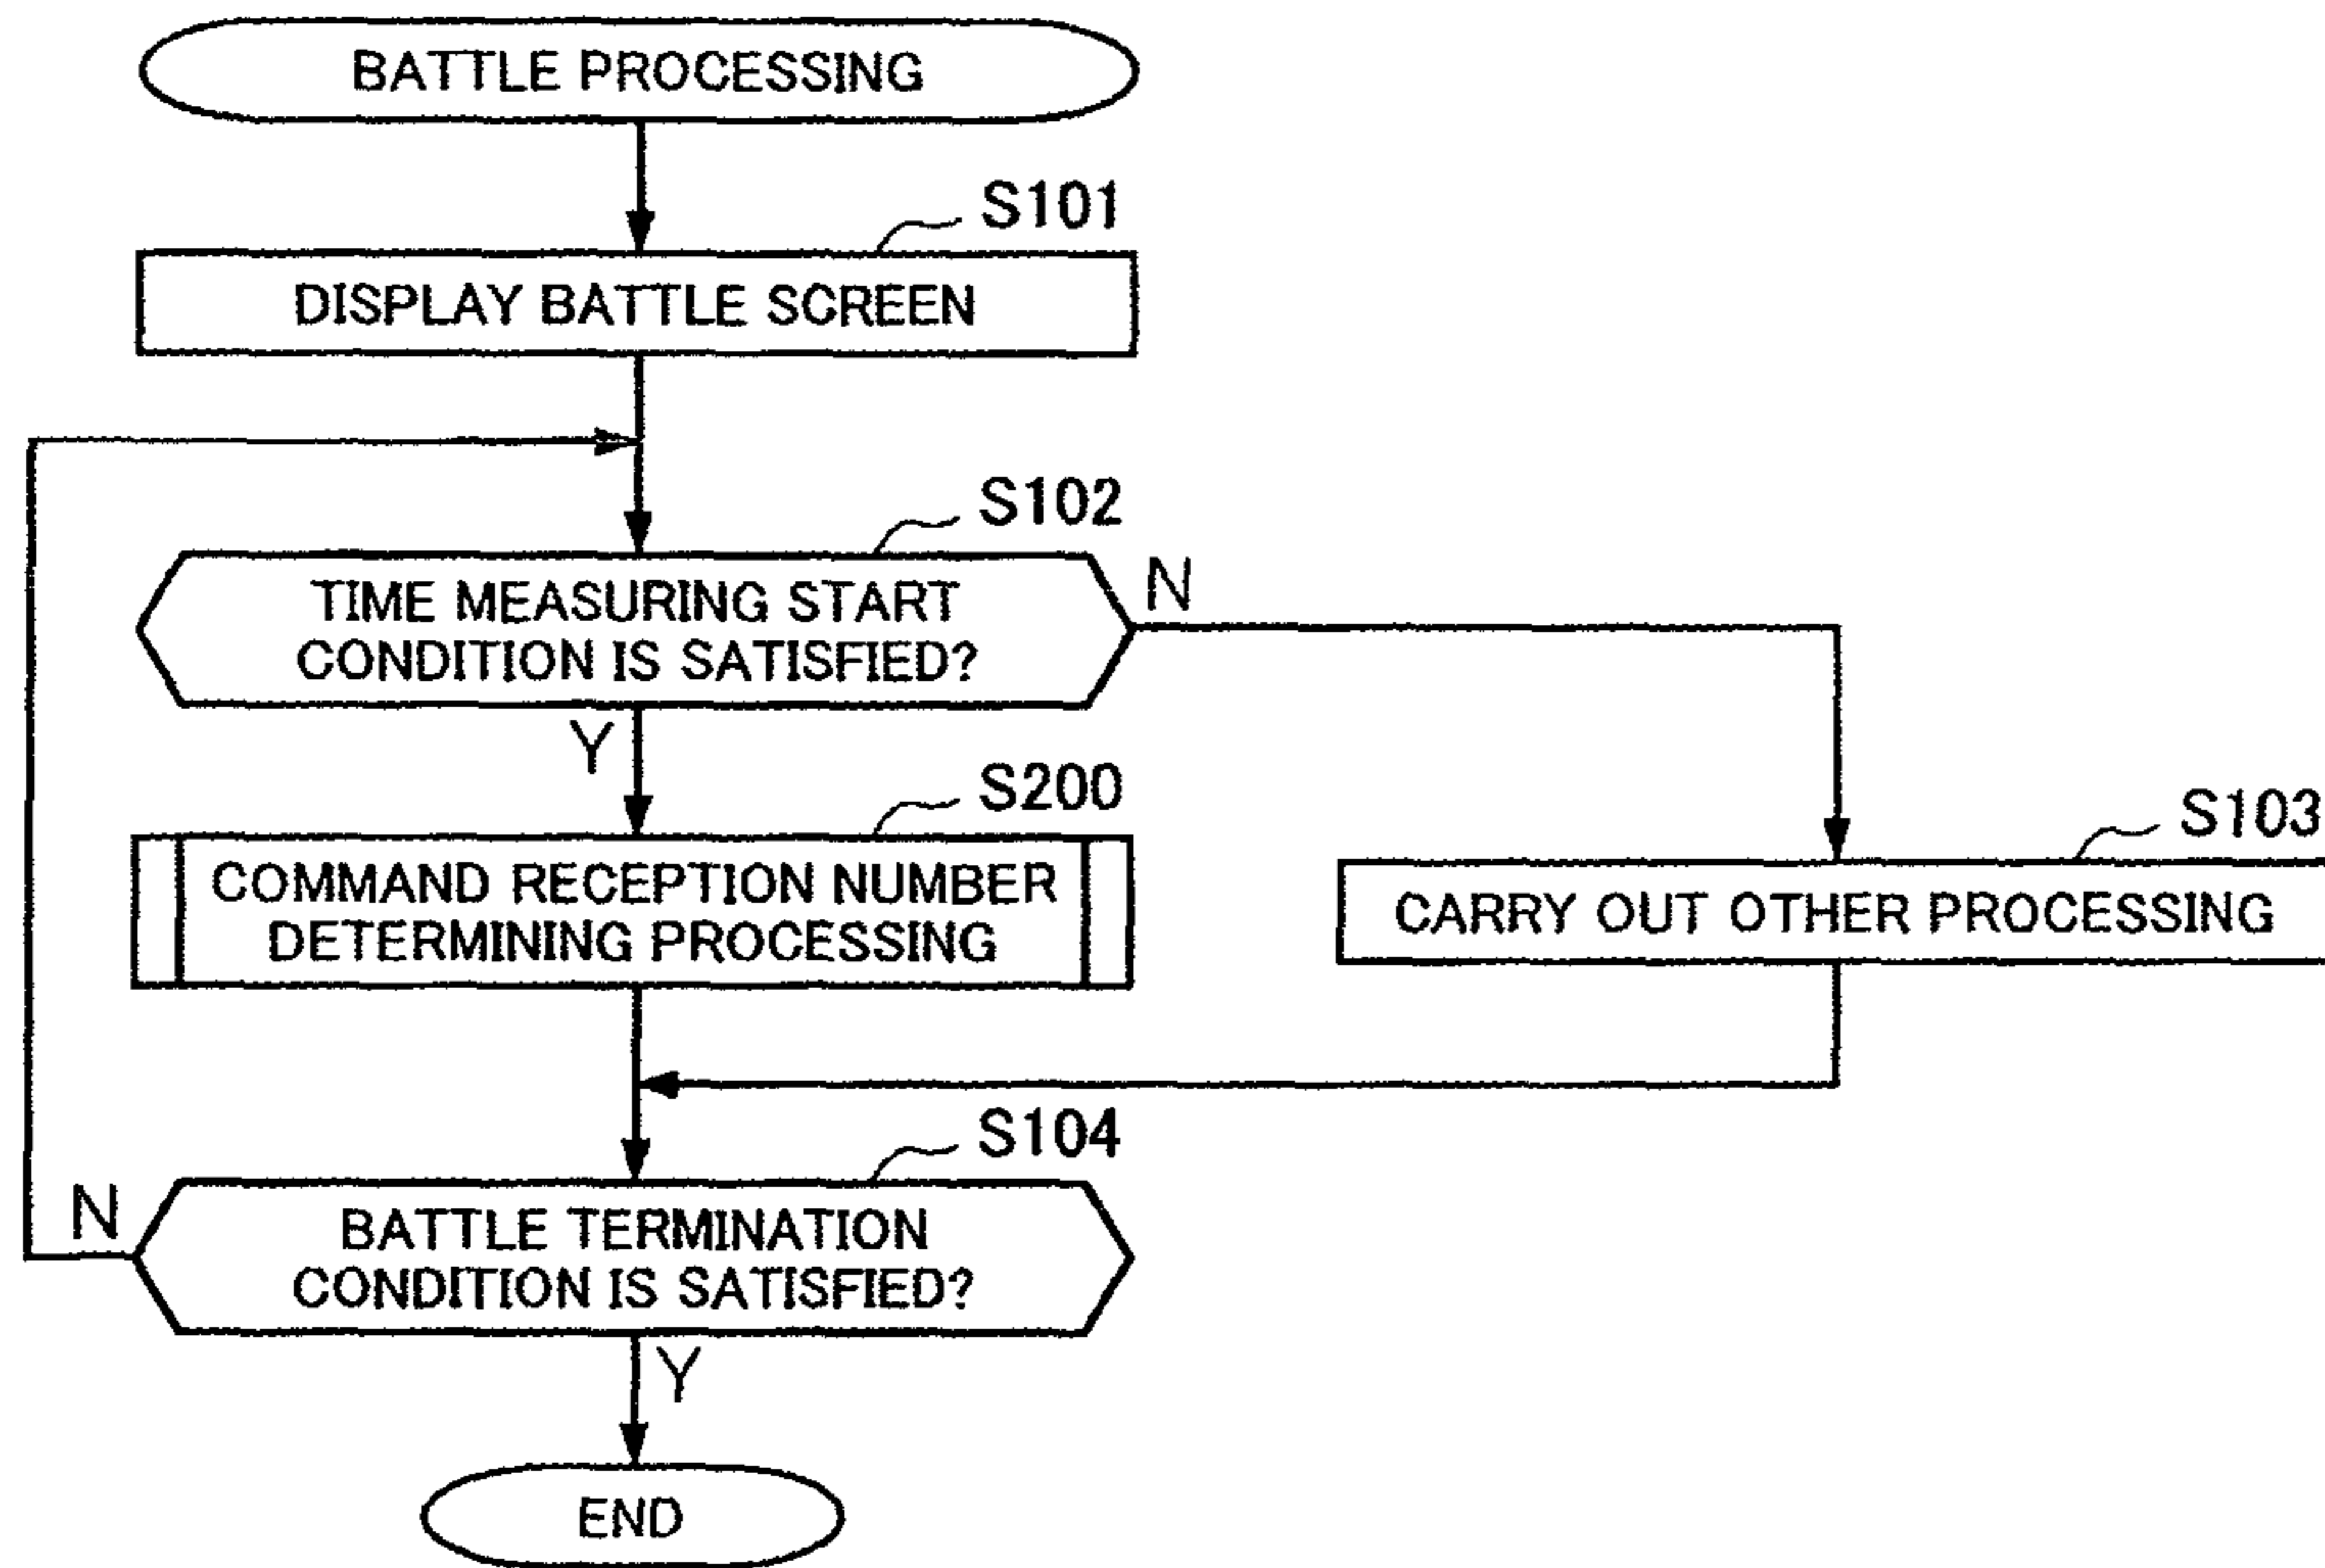 BATTLE PROCESSING
S101
DISPLAY BATTLE SCREEN
S102
TIME MEASURING START
CONDITION IS SATISFIED?
N
Y
S200
COMMAND RECEPTION NUMBER
DETERMINING PROCESSING
S103
CARRY OUT OTHER PROCESSING
S104
N
BATTLE TERMINATION
CONDITION IS SATISFIED?
Y
END